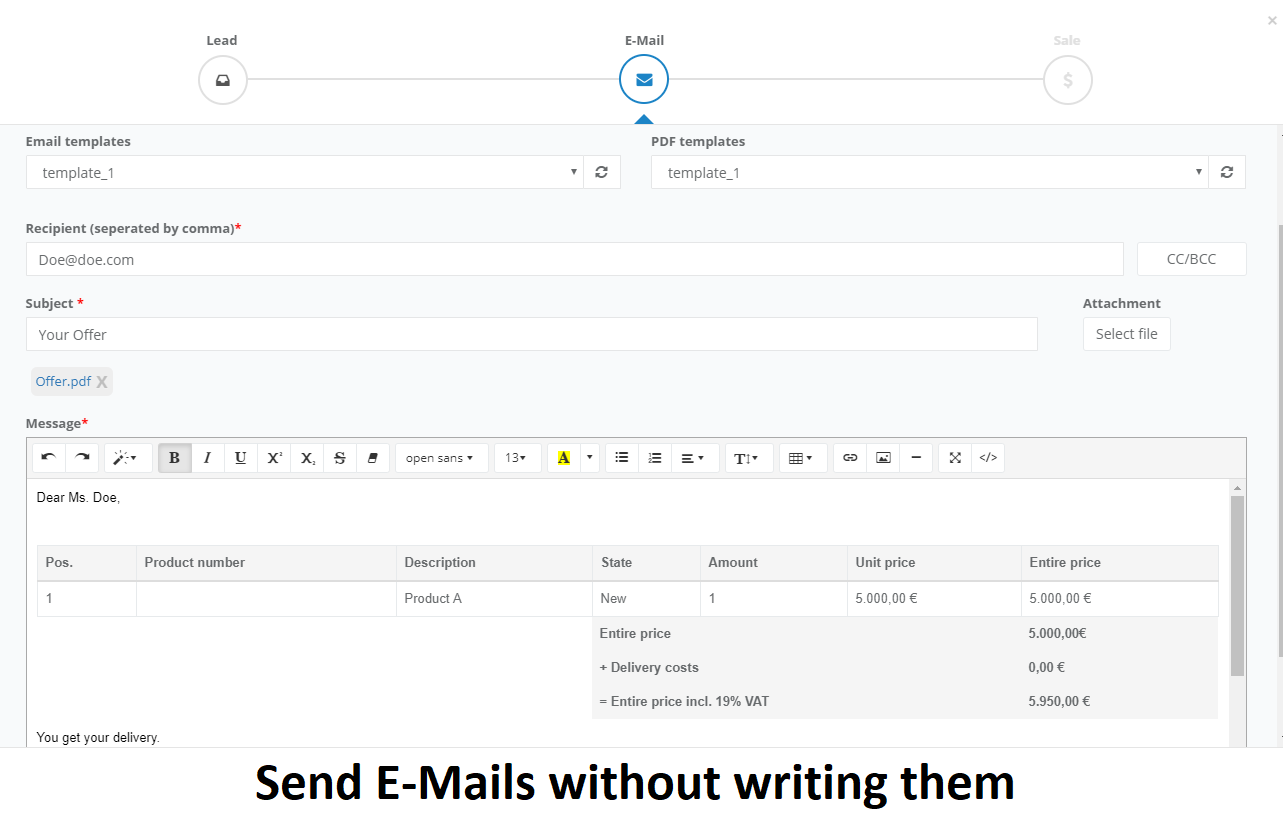 ×
Lead E-Mail Sale
$
Email templates PDF templates
template_1 template_1
Recipient (seperated by comma)*
Doe@doe.com CC/BCC
Subject * Attachment
Your Offer Select file
Offer.pdf X
Message*
B I U X² X₂ S open sans 13 A T </>
Dear Ms. Doe,
Pos. Product number Description State Amount Unit price Entire price
1 Product A New 1 5.000,00 € 5.000,00 €
Entire price 5.000,00€
+ Delivery costs 0,00 €
= Entire price incl. 19% VAT 5.950,00 €
You get your delivery.
Send E-Mails without writing them